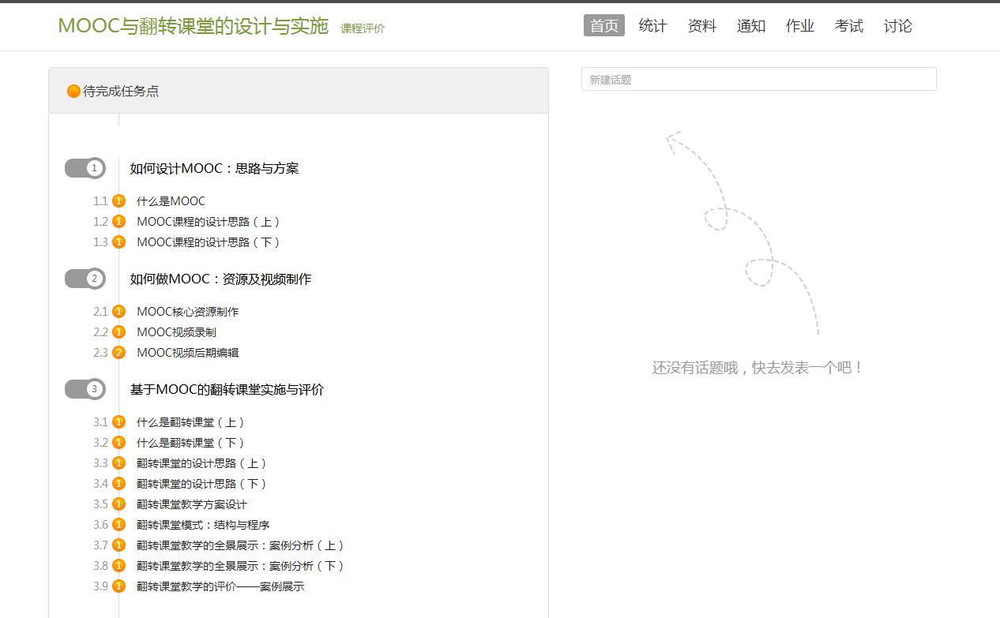 MOOC与翻转课堂的设计与实施 课程评价
首页 统计 资料 通知 作业 考试 讨论
待完成任务点
新建话题
1 如何设计MOOC：思路与方案
1.1 1 什么是MOOC
1.2 1 MOOC课程的设计思路（上）
1.3 1 MOOC课程的设计思路（下）
2 如何做MOOC：资源及视频制作
2.1 1 MOOC核心资源制作
2.2 1 MOOC视频录制
2.3 2 MOOC视频后期编辑
3 基于MOOC的翻转课堂实施与评价
3.1 1 什么是翻转课堂（上）
3.2 1 什么是翻转课堂（下）
3.3 1 翻转课堂的设计思路（上）
3.4 1 翻转课堂的设计思路（下）
3.5 1 翻转课堂教学方案设计
3.6 1 翻转课堂模式：结构与程序
3.7 1 翻转课堂教学的全景展示：案例分析（上）
3.8 1 翻转课堂教学的全景展示：案例分析（下）
3.9 1 翻转课堂教学的评价——案例展示
还没有话题哦，快去发表一个吧！